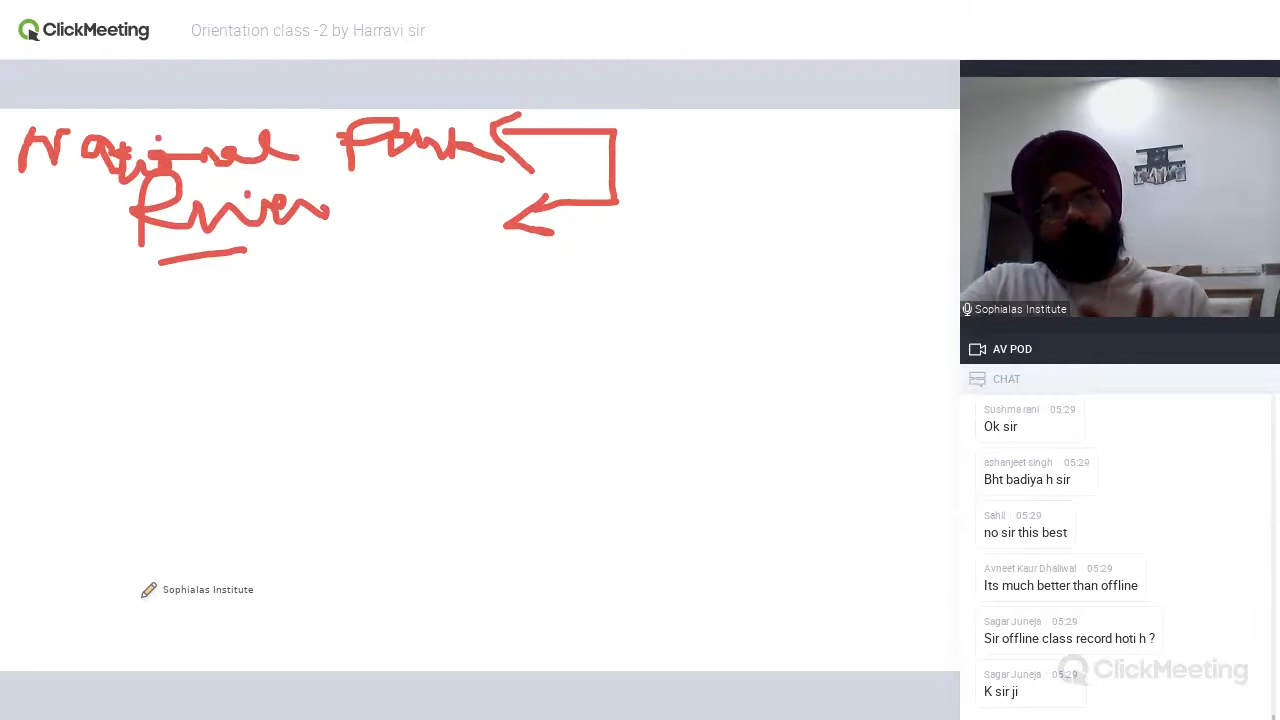 ClickMeeting
Orientation class -2 by Harravi sir
National Park
River
Sophialas Institute
Sophialas Institute
AV POD
CHAT
Sushma rani 05:29
Ok sir
ashanjeet singh 05:29
Bht badiya h sir
Sahil 05:29
no sir this best
Avneet Kaur Dhaliwal 05:29
Its much better than offline
Sagar Juneja 05:29
Sir offline class record hoti h ?
Sagar Juneja 05:29
K sir ji
ClickMeeting